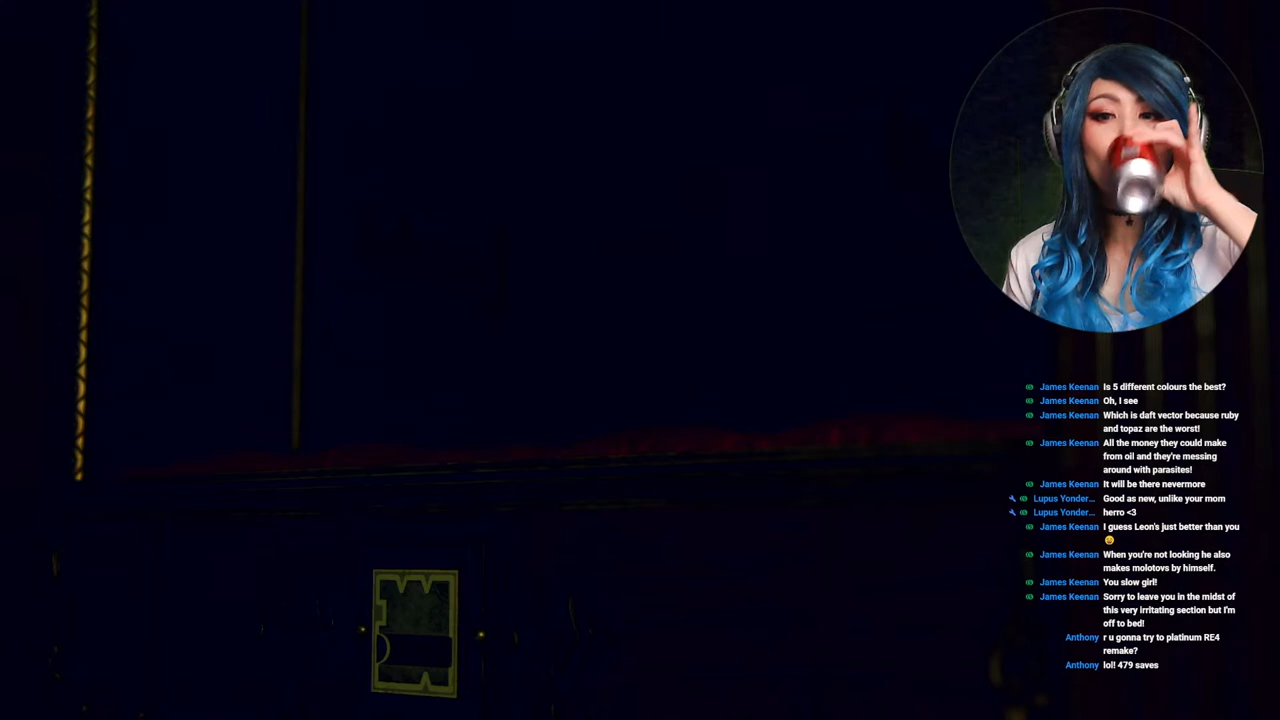 James Keenan Is 5 different colours the best?
James Keenan Oh, I see
James Keenan Which is daft vector because ruby
and topaz are the worst!
James Keenan All the money they could make
from oil and they're messing
around with parasites!
James Keenan It will be there nevermore
Lupus Yonder... Good as new, unlike your mom
Lupus Yonder... herro <3
James Keenan I guess Leon's just better than you
😀
James Keenan When you're not looking he also
makes molotovs by himself.
James Keenan You slow girl!
James Keenan Sorry to leave you in the midst of
this very irritating section but I'm
off to bed!
Anthony r u gonna try to platinum RE4
remake?
Anthony lol! 479 saves